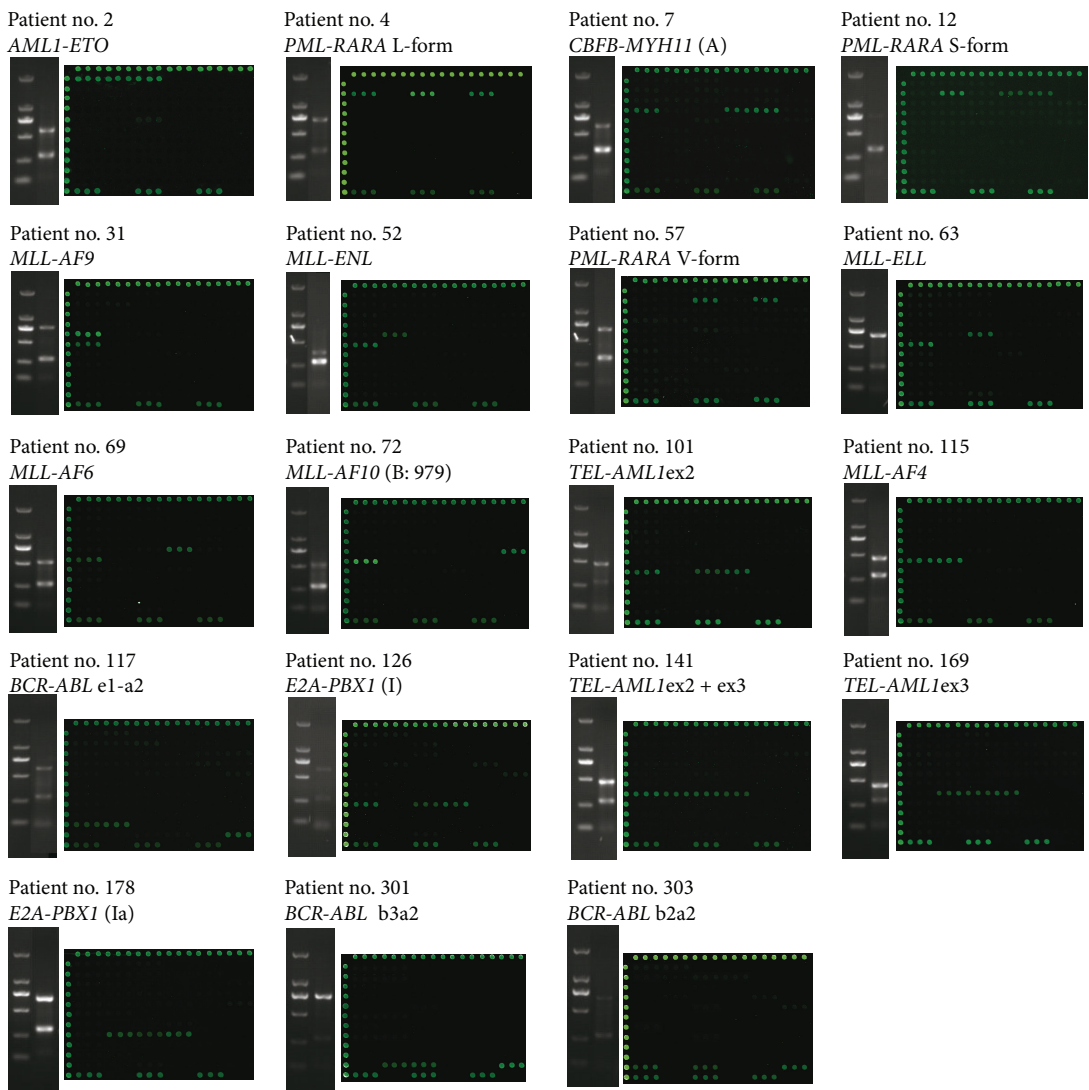 Patient no. 2
AML1-ETO
Patient no. 4
PML-RARA L-form
Patient no. 7
CBFB-MYH11 (A)
Patient no. 12
PML-RARA S-form
Patient no. 31
MLL-AF9
Patient no. 52
MLL-ENL
Patient no. 57
PML-RARA V-form
Patient no. 63
MLL-ELL
Patient no. 69
MLL-AF6
Patient no. 72
MLL-AF10 (B: 979)
Patient no. 101
TEL-AML1ex2
Patient no. 115
MLL-AF4
Patient no. 117
BCR-ABL e1-a2
Patient no. 126
E2A-PBX1 (I)
Patient no. 141
TEL-AML1ex2 + ex3
Patient no. 169
TEL-AML1ex3
Patient no. 178
E2A-PBX1 (Ia)
Patient no. 301
BCR-ABL b3a2
Patient no. 303
BCR-ABL b2a2